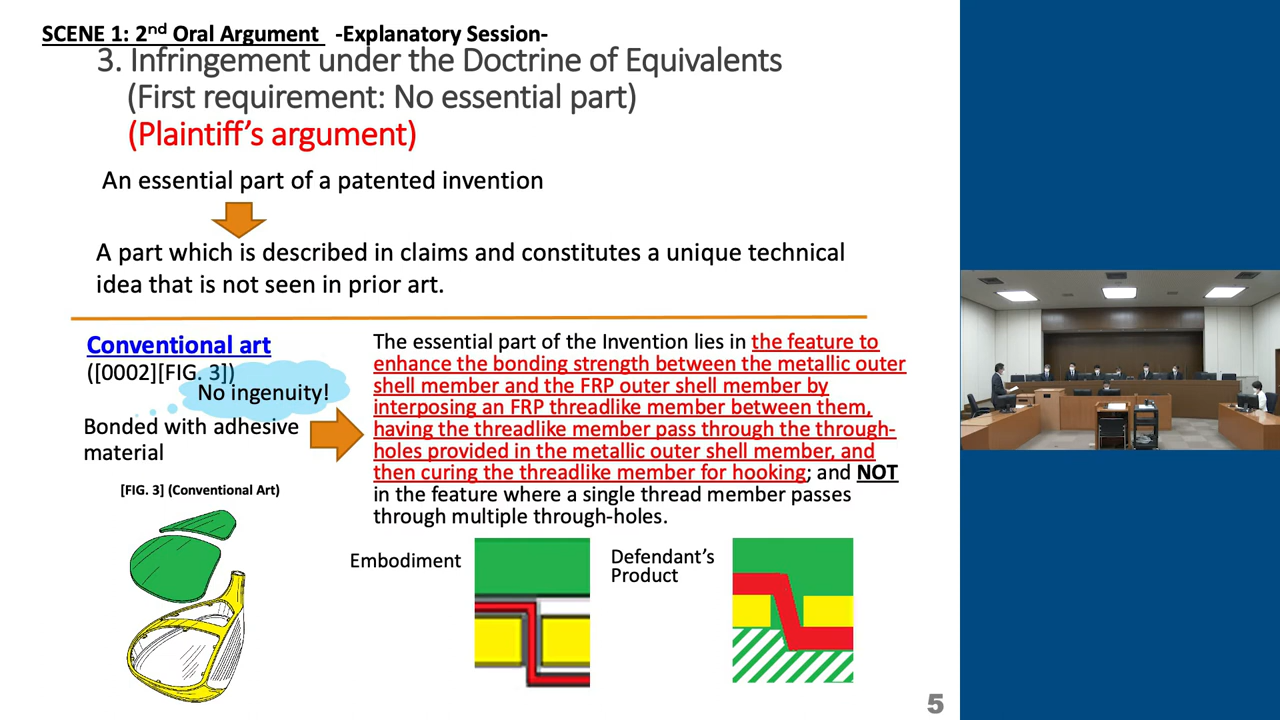 SCENE 1: 2nd Oral Argument -Explanatory Session-
3. Infringement under the Doctrine of Equivalents
(First requirement: No essential part)
(Plaintiff's argument)
An essential part of a patented invention
A part which is described in claims and constitutes a unique technical
idea that is not seen in prior art.
Conventional art
([0002][FIG. 3])
No ingenuity!
Bonded with adhesive
material
[FIG. 3] (Conventional Art)
The essential part of the Invention lies in the feature to
enhance the bonding strength between the metallic outer
shell member and the FRP outer shell member by
interposing an FRP threadlike member between them,
having the threadlike member pass through the through-
holes provided in the metallic outer shell member, and
then curing the threadlike member for hooking; and NOT
in the feature where a single thread member passes
through multiple through-holes.
Embodiment
Defendant's
Product
5